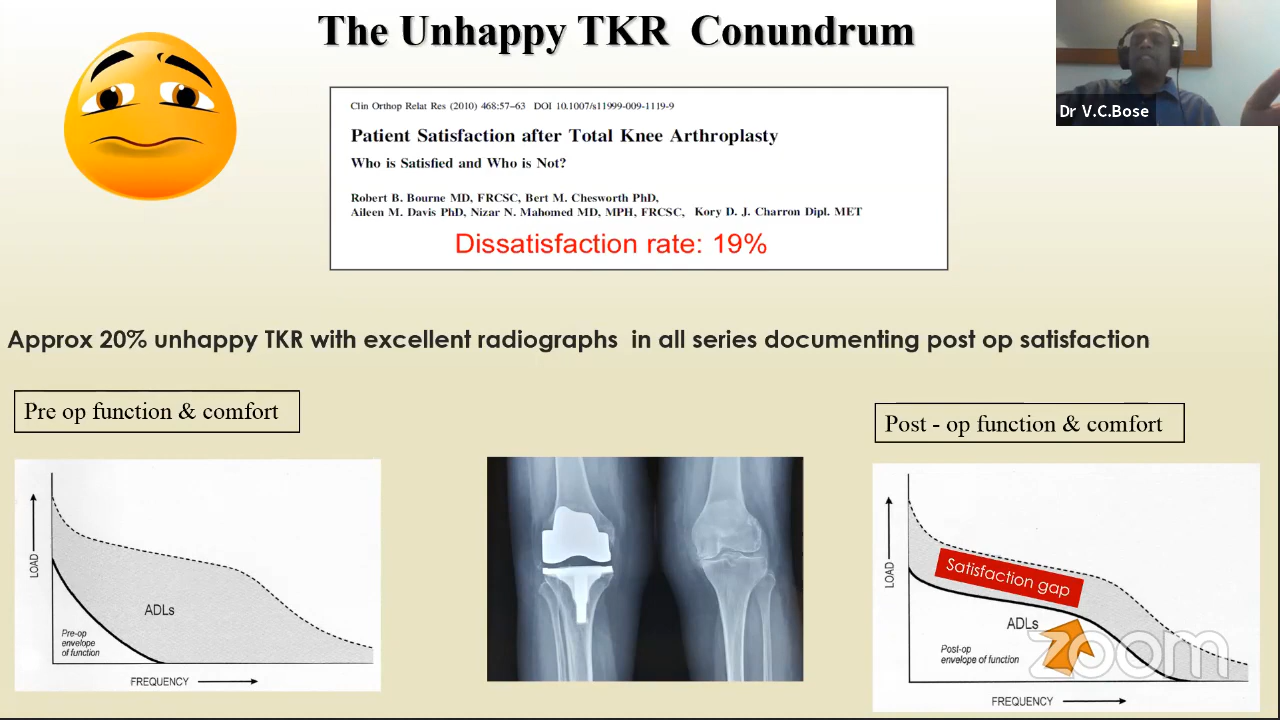 The Unhappy TKR Conundrum
Dr V.C.Bose
Clin Orthop Relat Res (2010) 468:57–63 DOI 10.1007/s11999-009-1119-9
Patient Satisfaction after Total Knee Arthroplasty
Who is Satisfied and Who is Not?
Robert B. Bourne MD, FRCSC, Bert M. Chesworth PhD,
Aileen M. Davis PhD, Nizar N. Mahomed MD, MPH, FRCSC, Kory D. J. Charron Dipl. MET
Dissatisfaction rate: 19%
Approx 20% unhappy TKR with excellent radiographs in all series documenting post op satisfaction
Pre op function & comfort
LOAD
ADLs
Pre-op
envelope
of function
FREQUENCY
Post - op function & comfort
LOAD
Satisfaction gap
ADLs
Post-op
envelope of function
FREQUENCY
zoom